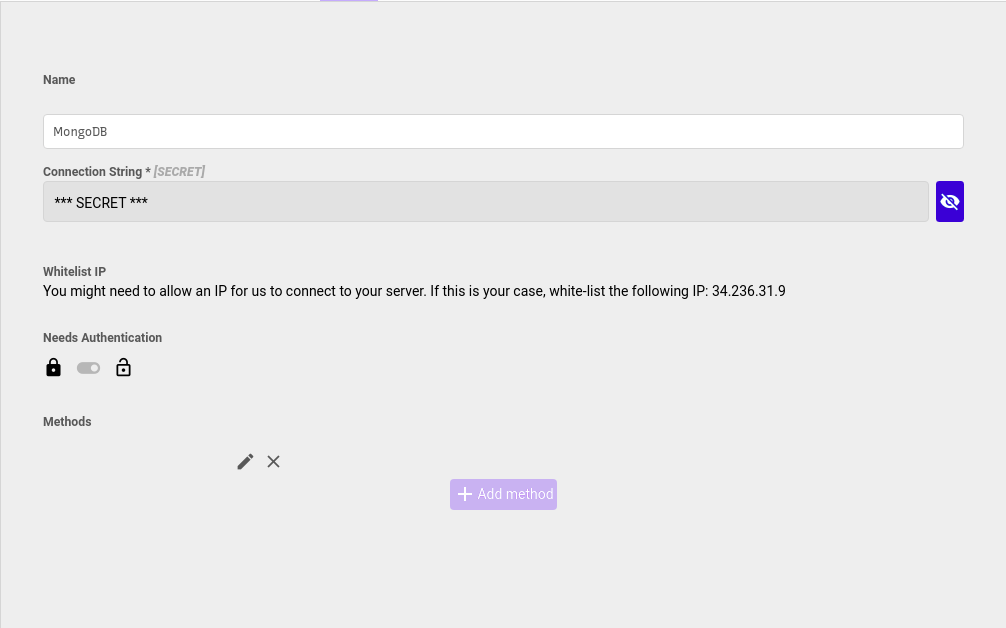 Name
MongoDB
Connection String * [SECRET]
*** SECRET ***
Whitelist IP
You might need to allow an IP for us to connect to your server. If this is your case, white-list the following IP: 34.236.31.9
Needs Authentication
Methods
Add method